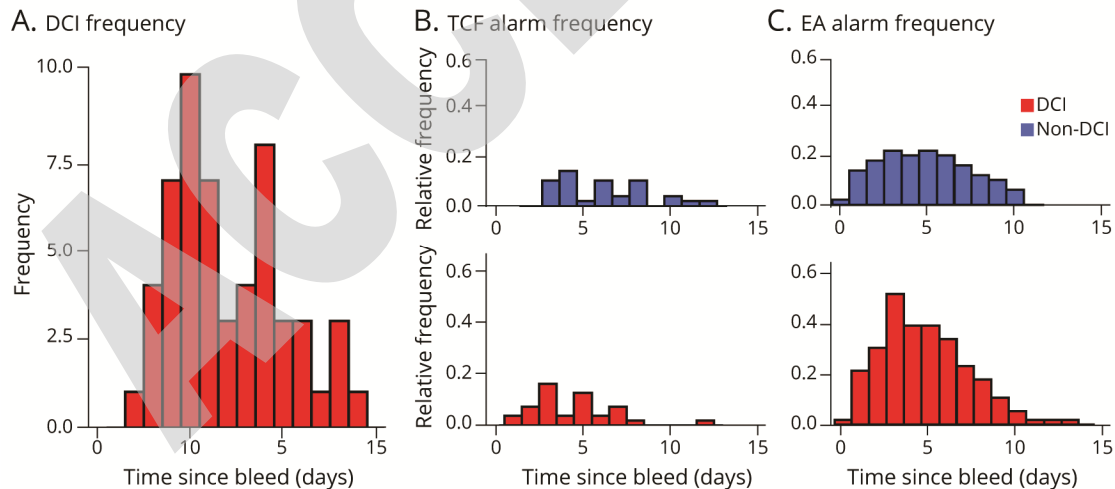 A. DCI frequency
10.0
7.5
5.0
2.5
0.0
Frequency
0 10 5 15
Time since bleed (days)
B. TCF alarm frequency
0.6
0.4
0.2
0.0
Relative frequency
0 5 10 15
0.6
0.4
0.2
0.0
Relative frequency
0 5 10 15
Time since bleed (days)
C. EA alarm frequency
0.6
0.4
0.2
0.0
0 5 10 15
DCI
Non-DCI
0.6
0.4
0.2
0.0
0 5 10 15
Time since bleed (days)